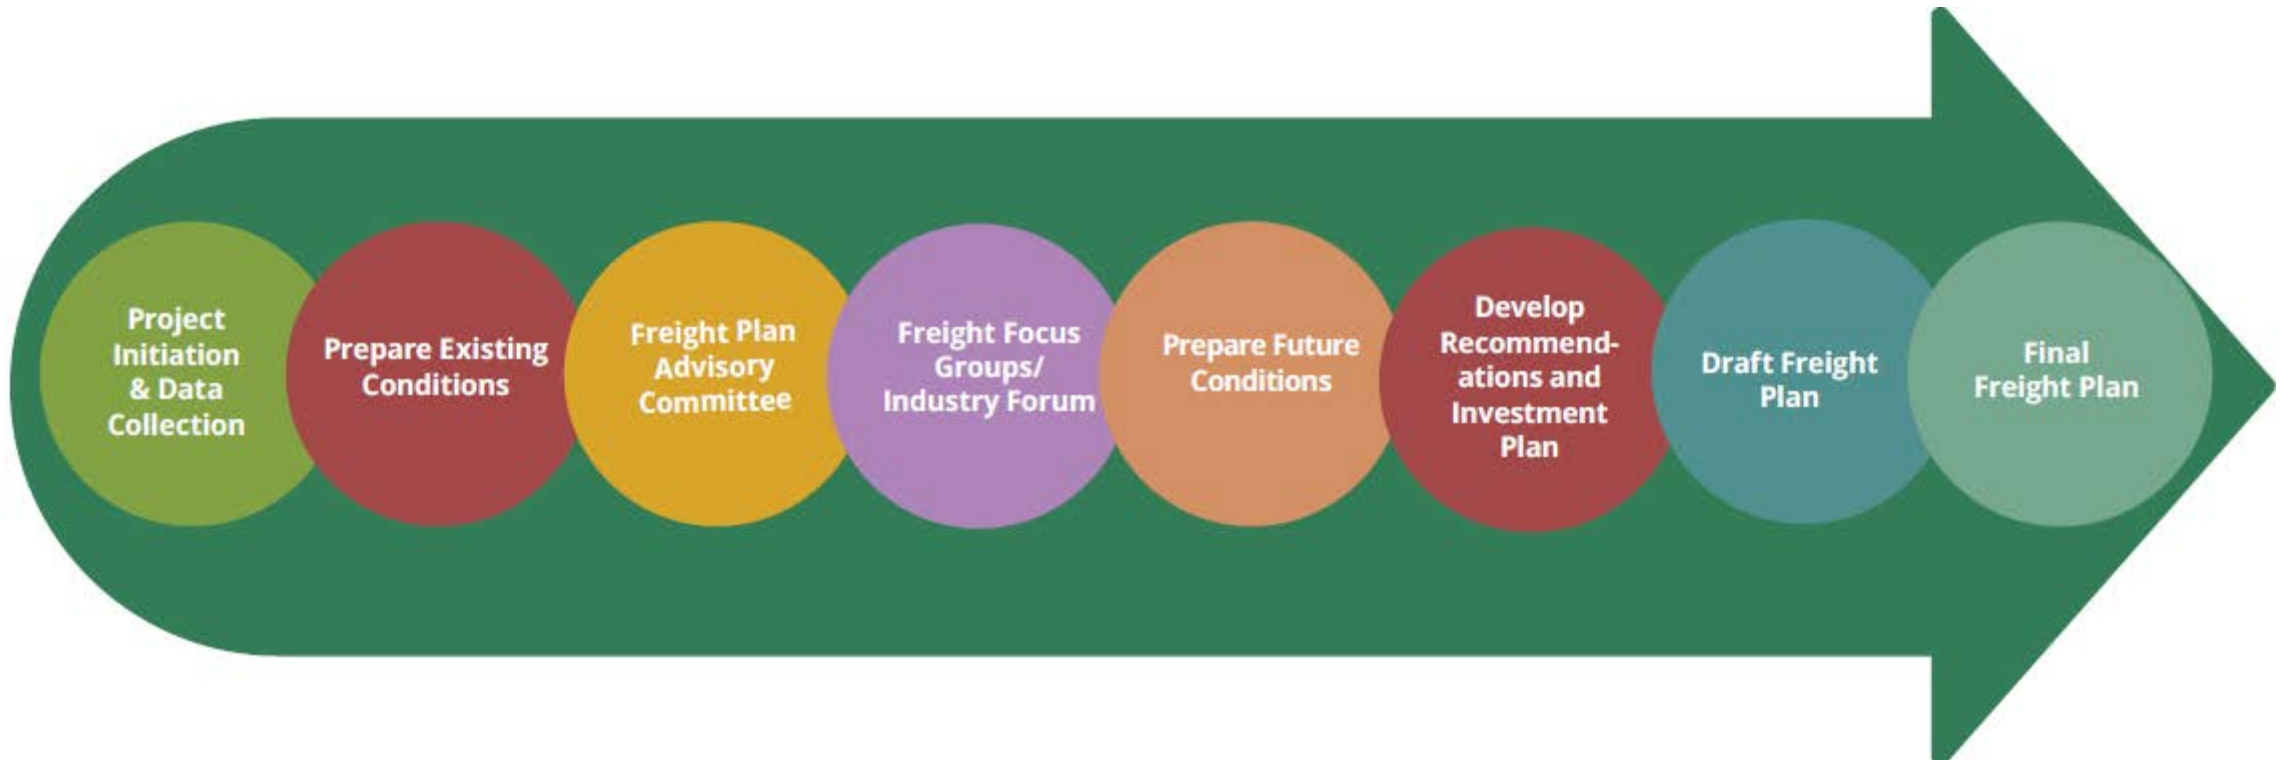 Project
Initiation
& Data
Collection
Prepare Existing
Conditions
Freight Plan
Advisory
Committee
Freight Focus
Groups/
Industry Forum
Prepare Future
Conditions
Develop
Recommend-
ations and
Investment
Plan
Draft Freight
Plan
Final
Freight Plan